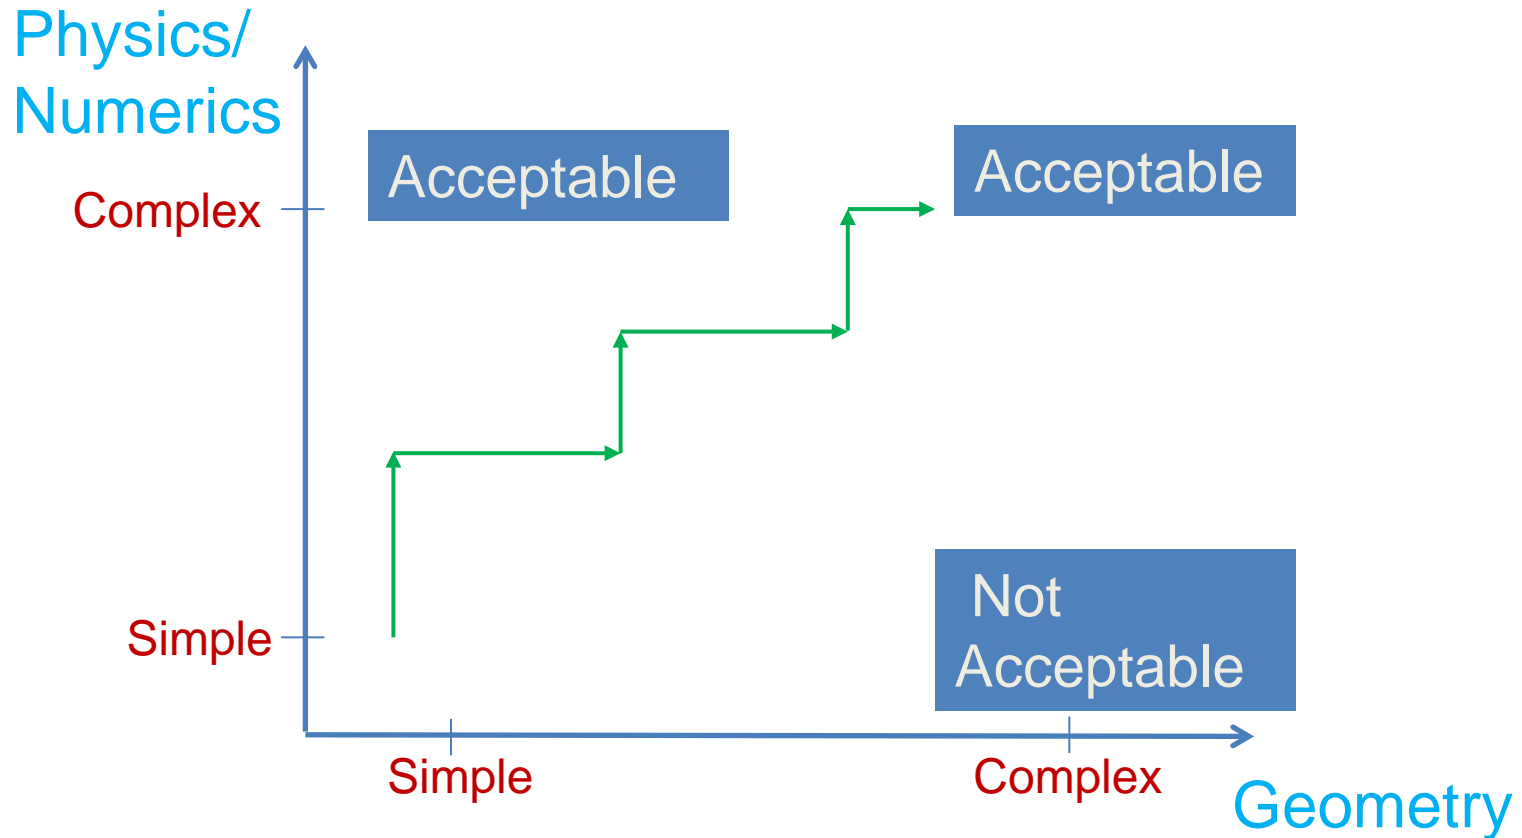 Physics/
Numerics
Acceptable
Acceptable
Complex
Not
Acceptable
Simple
Simple
Complex
Geometry